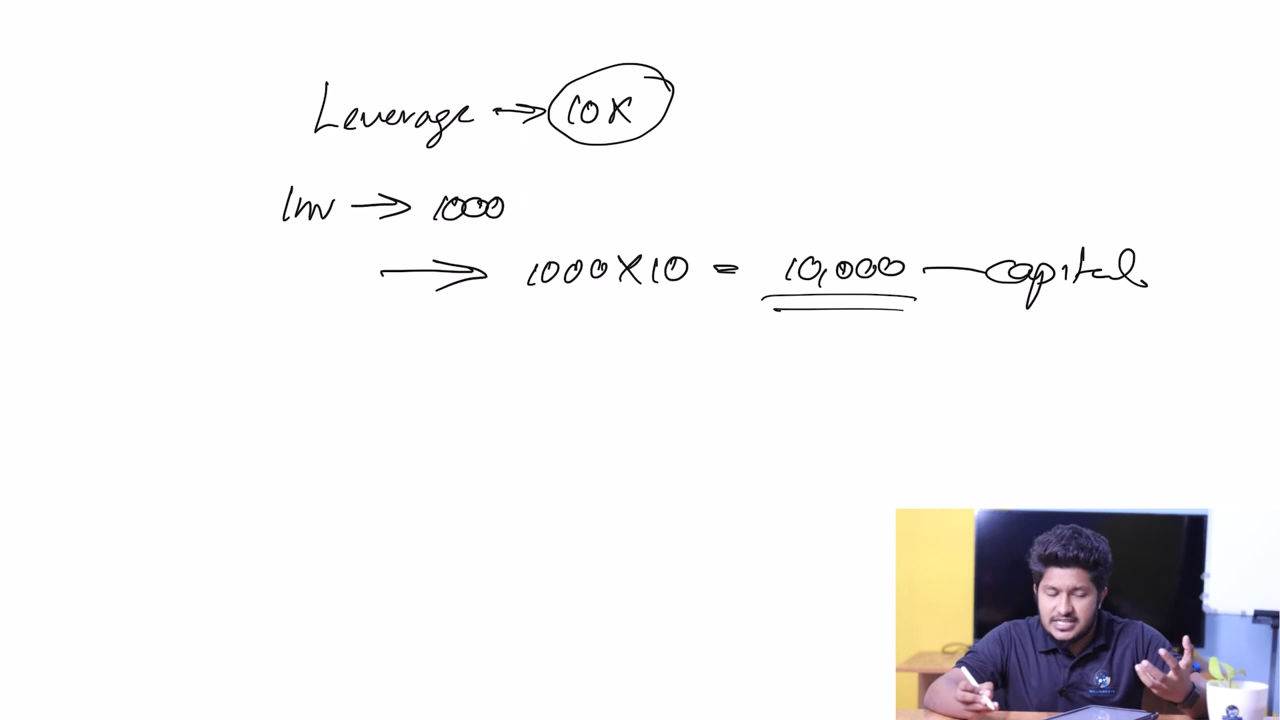 Leverage → 10x
Inv → 1000
→ 1000 X 10 = 10,000 — capital